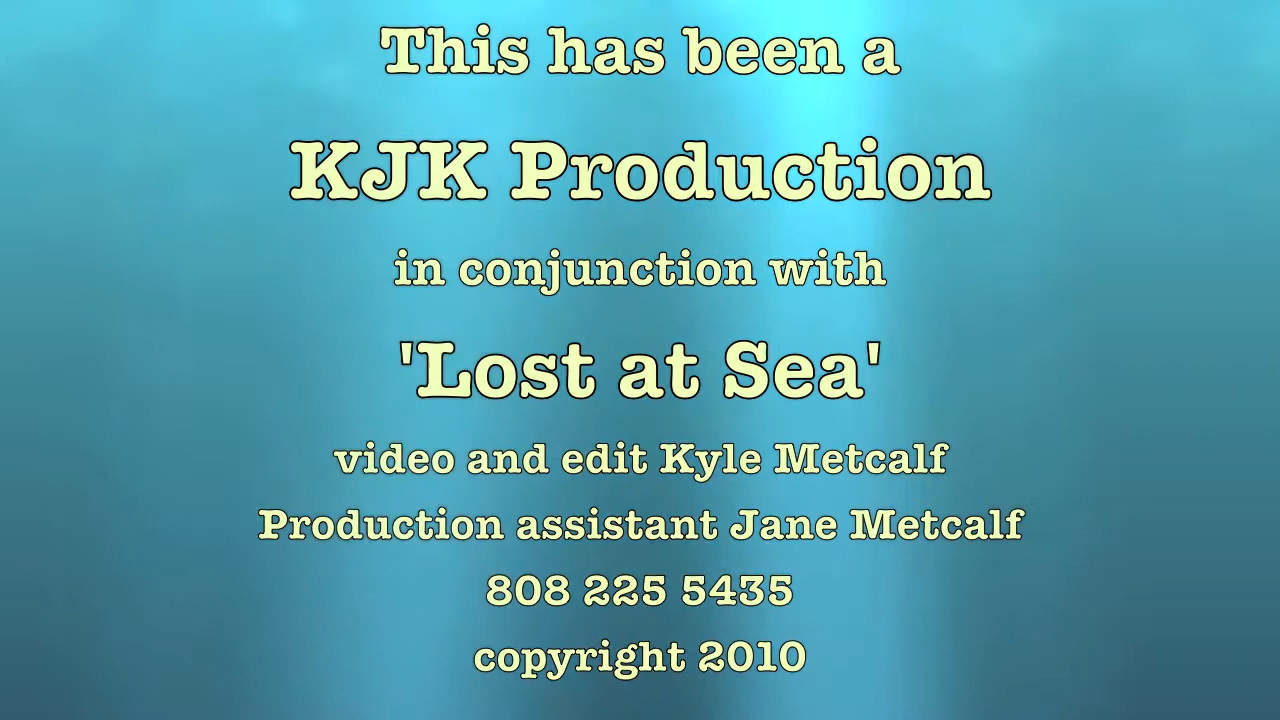 This has been a
KJK Production
in conjunction with
'Lost at Sea'
video and edit Kyle Metcalf
Production assistant Jane Metcalf
808 225 5435
copyright 2010